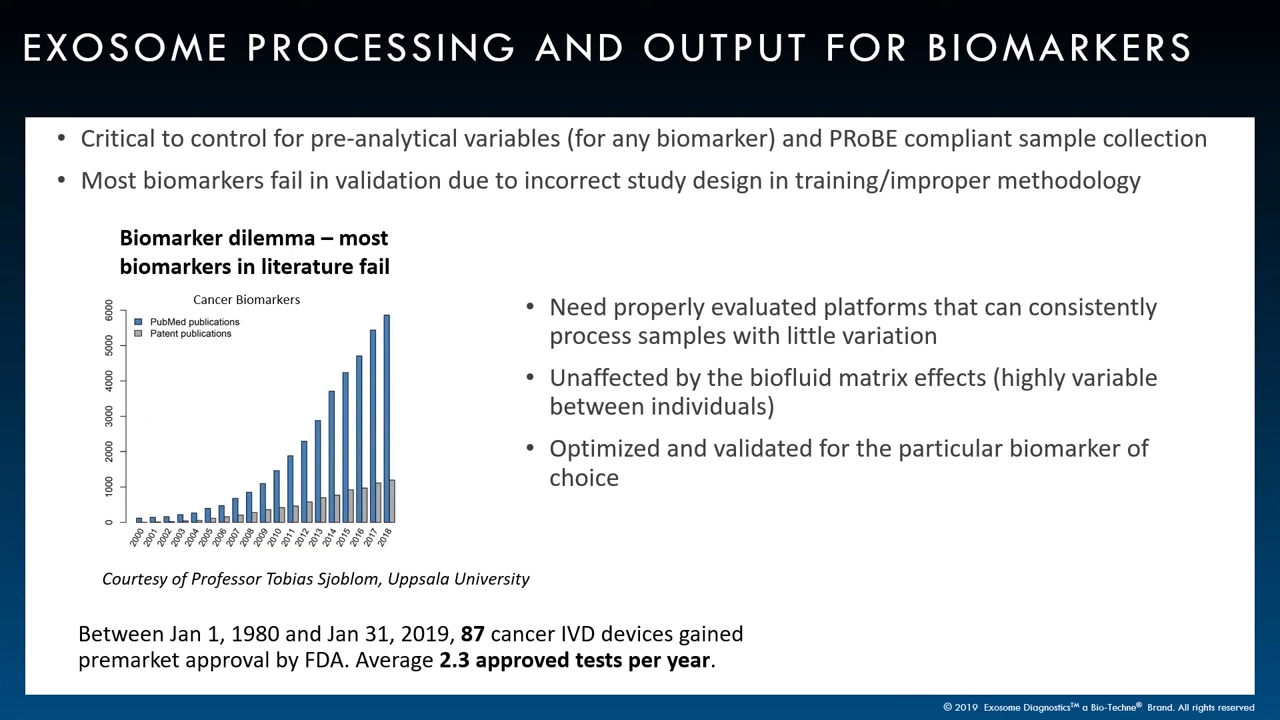 EXOSOME PROCESSING AND OUTPUT FOR BIOMARKERS
• Critical to control for pre-analytical variables (for any biomarker) and PRoBE compliant sample collection
• Most biomarkers fail in validation due to incorrect study design in training/improper methodology
Biomarker dilemma – most
biomarkers in literature fail
Cancer Biomarkers
PubMed publications
Patent publications
6000
5000
4000
3000
2000
1000
0
2000
2001
2002
2003
2004
2005
2006
2007
2008
2009
2010
2011
2012
2013
2014
2015
2016
2017
2018
Courtesy of Professor Tobias Sjoblom, Uppsala University
• Need properly evaluated platforms that can consistently
process samples with little variation
• Unaffected by the biofluid matrix effects (highly variable
between individuals)
• Optimized and validated for the particular biomarker of
choice
Between Jan 1, 1980 and Jan 31, 2019, 87 cancer IVD devices gained
premarket approval by FDA. Average 2.3 approved tests per year.
© 2019 Exosome Diagnostics™ a Bio-Techne® Brand. All rights reserved